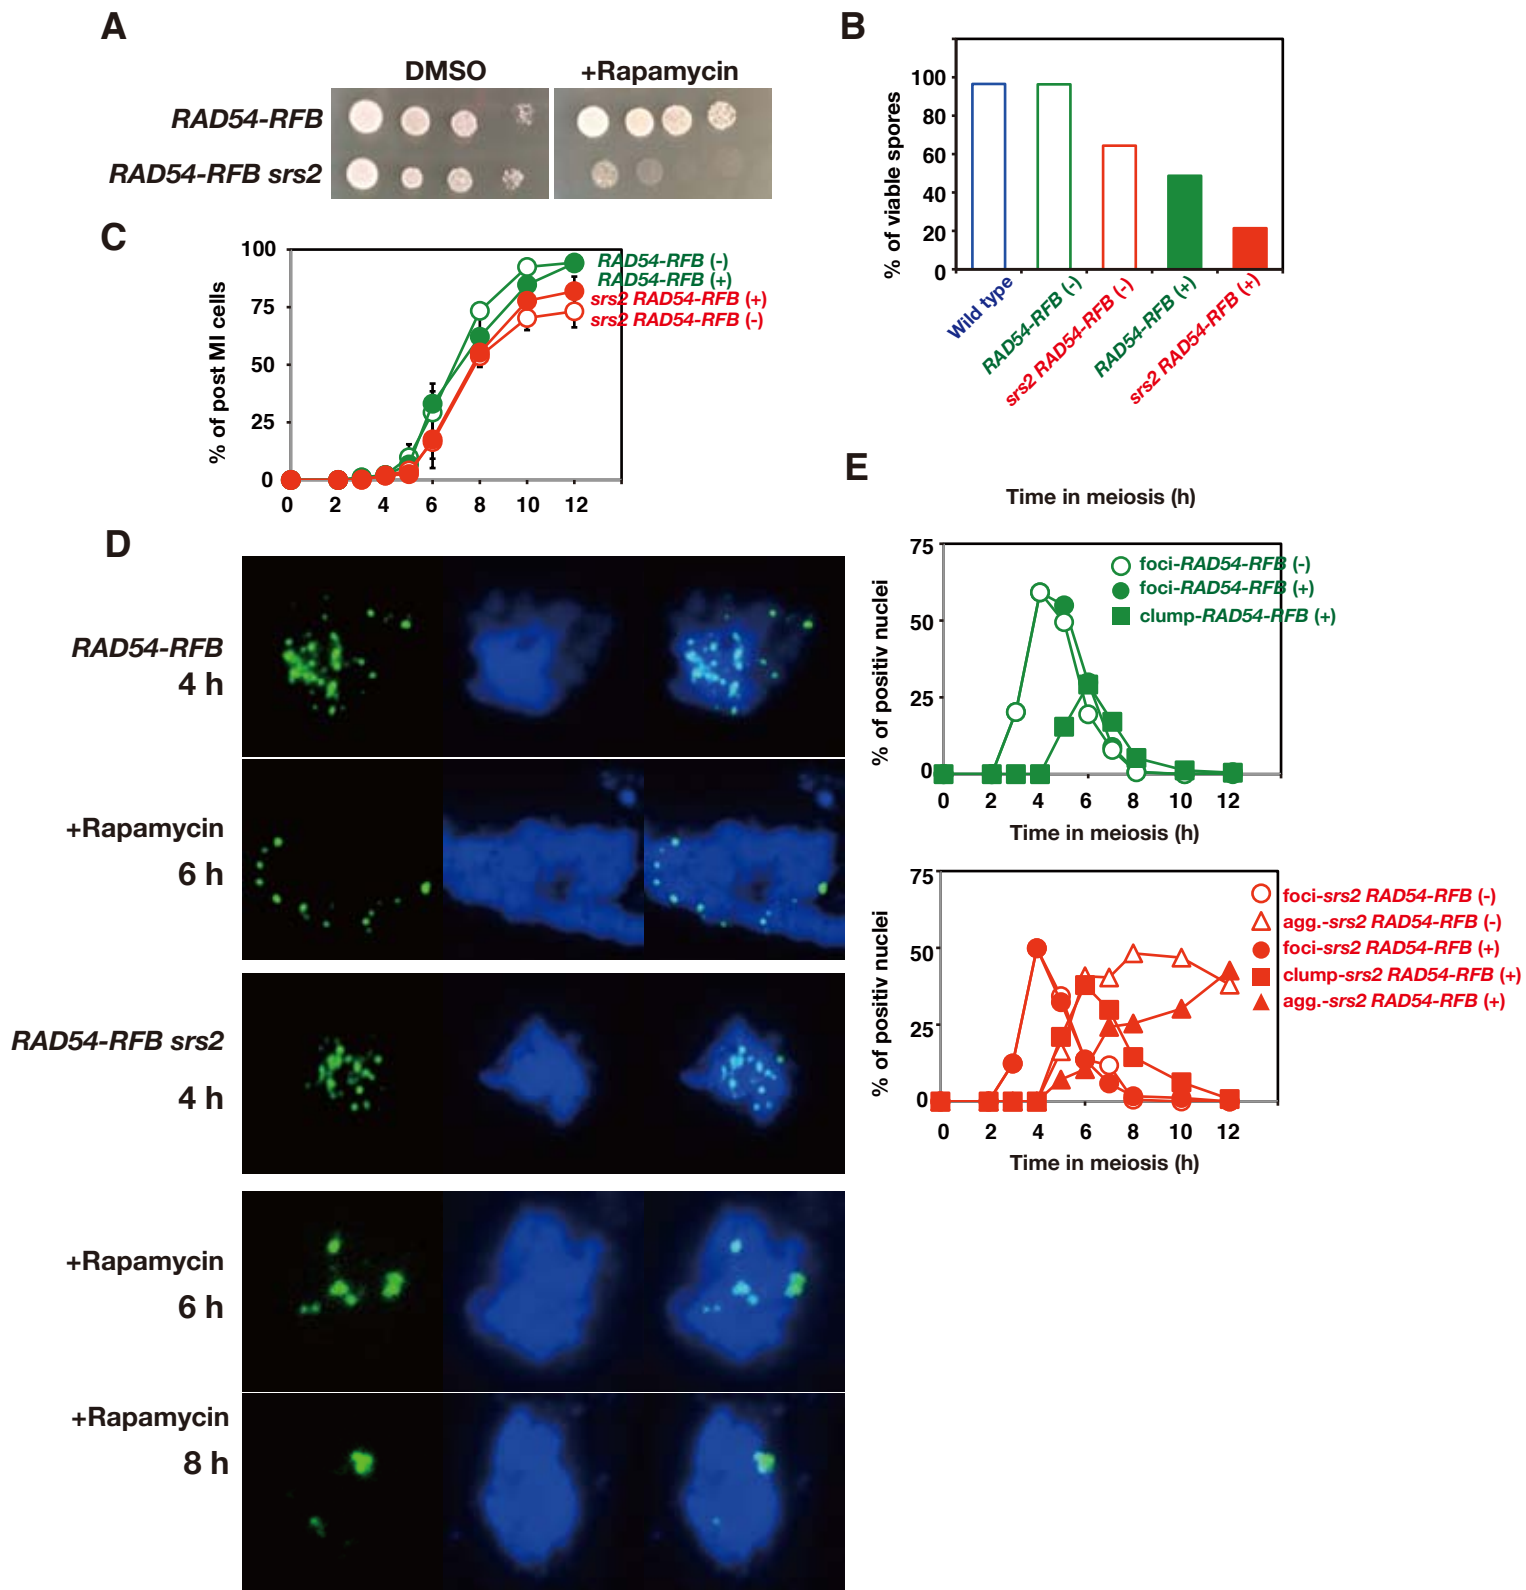 A
DMSO
+Rapamycin
RAD54-RFB
RAD54-RFB srs2
B
% of viable spores
100
80
60
40
20
0
Wild type
RAD54-RFB (-)
srs2 RAD54-RFB (-)
RAD54-RFB (+)
srs2 RAD54-RFB (+)
C
% of post MI cells
100
75
50
25
0
0 2 4 6 8 10 12
RAD54-RFB (-)
RAD54-RFB (+)
srs2 RAD54-RFB (+)
srs2 RAD54-RFB (-)
D
RAD54-RFB
4 h
+Rapamycin
6 h
RAD54-RFB srs2
4 h
+Rapamycin
6 h
+Rapamycin
8 h
E
Time in meiosis (h)
% of positiv nuclei
75
50
25
0
0 2 4 6 8 10 12
Time in meiosis (h)
foci-RAD54-RFB (-)
foci-RAD54-RFB (+)
clump-RAD54-RFB (+)
% of positiv nuclei
75
50
25
0
0 2 4 6 8 10 12
Time in meiosis (h)
foci-srs2 RAD54-RFB (-)
agg.-srs2 RAD54-RFB (-)
foci-srs2 RAD54-RFB (+)
clump-srs2 RAD54-RFB (+)
agg.-srs2 RAD54-RFB (+)